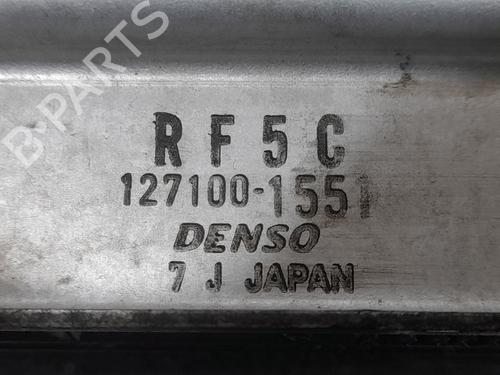 B-PARTS
RF5C
127100-1551
DENSO
7 J JAPAN